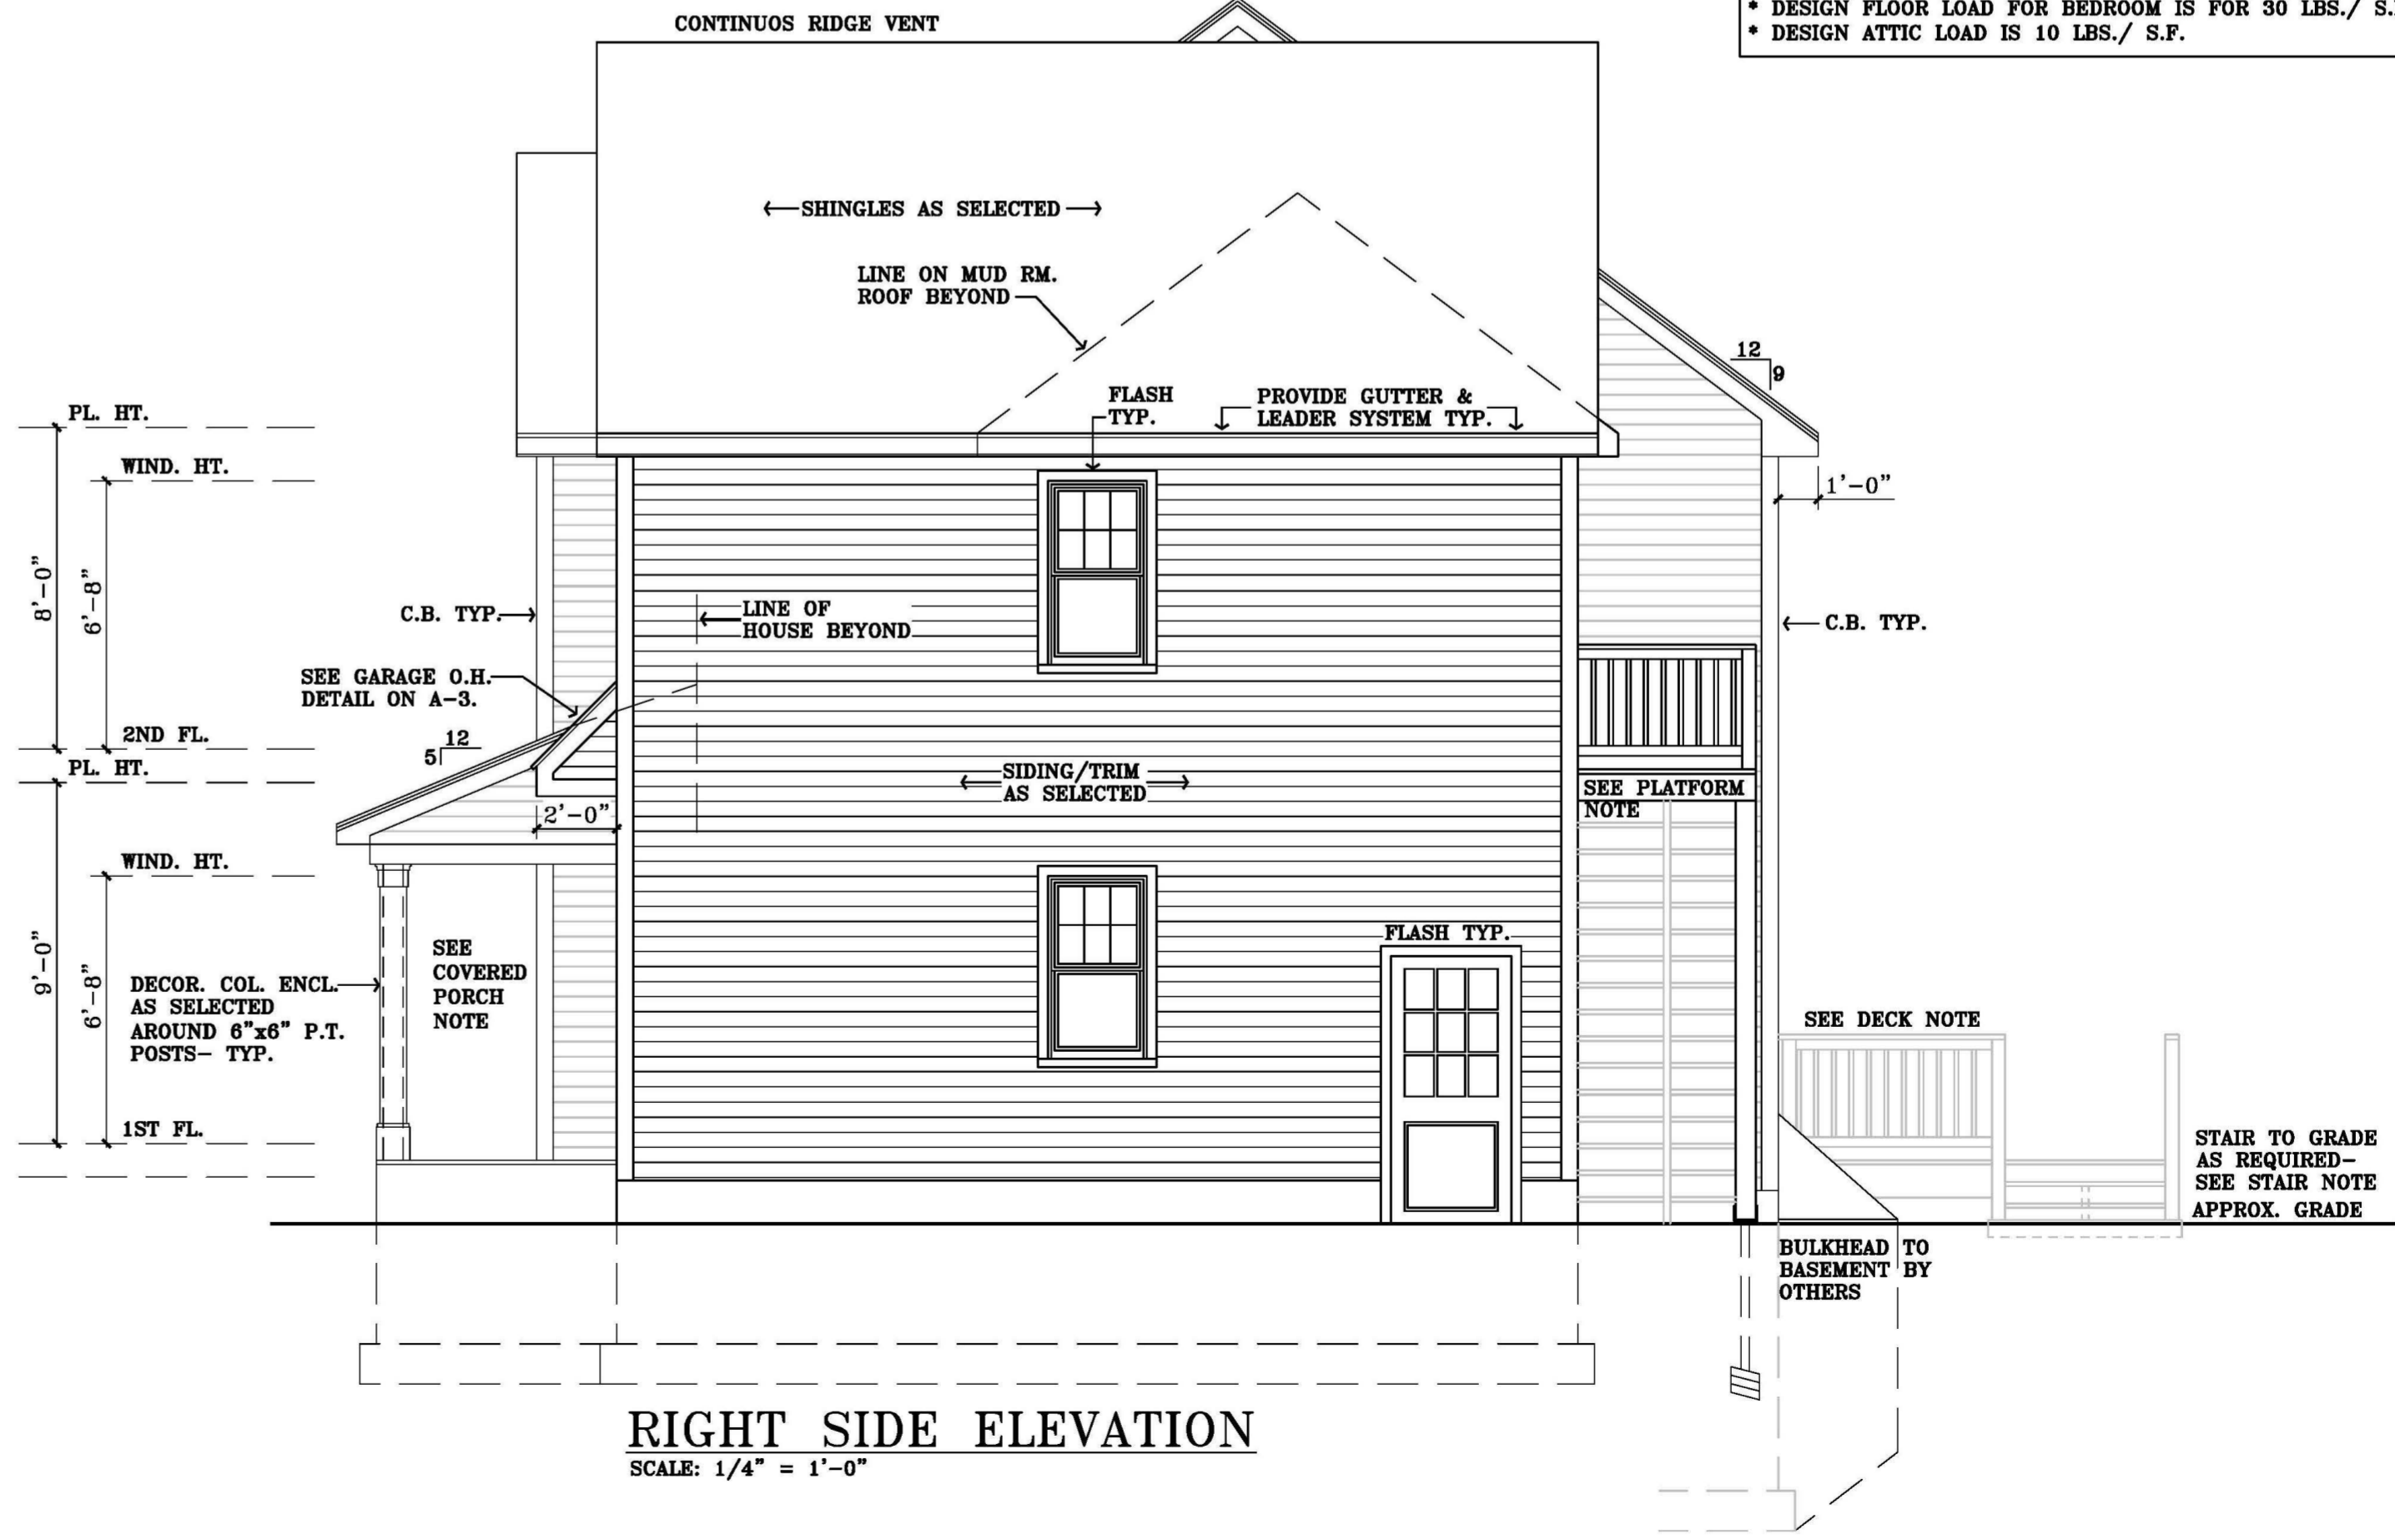 CONTINUOS RIDGE VENT
* DESIGN FLOOR LOAD FOR BEDROOM IS FOR 30 LBS./
* DESIGN ATTIC LOAD IS 10 LBS./ S.F.
SHINGLES AS SELECTED
LINE ON MUD RM.
ROOF BEYOND
12
9
FLASH
TYP.
PROVIDE GUTTER &
LEADER SYSTEM TYP.
PL. HT.
WIND. HT.
1'-0"
8'-0"
6'-8"
C.B. TYP.
LINE OF
HOUSE BEYOND
C.B. TYP.
SEE GARAGE O.H.
DETAIL ON A-3.
2ND FL.
12
5
PL. HT.
SIDING/TRIM
AS SELECTED
SEE PLATFORM
NOTE
2'-0"
WIND. HT.
9'-0"
6'-8"
DECOR. COL. ENCL.
AS SELECTED
AROUND 6"x6" P.T.
POSTS- TYP.
SEE
COVERED
PORCH
NOTE
FLASH TYP.
SEE DECK NOTE
1ST FL.
STAIR TO GRADE
AS REQUIRED-
SEE STAIR NOTE
APPROX. GRADE
BULKHEAD TO
BASEMENT BY
OTHERS
RIGHT SIDE ELEVATION
SCALE: 1/4" = 1'-0"